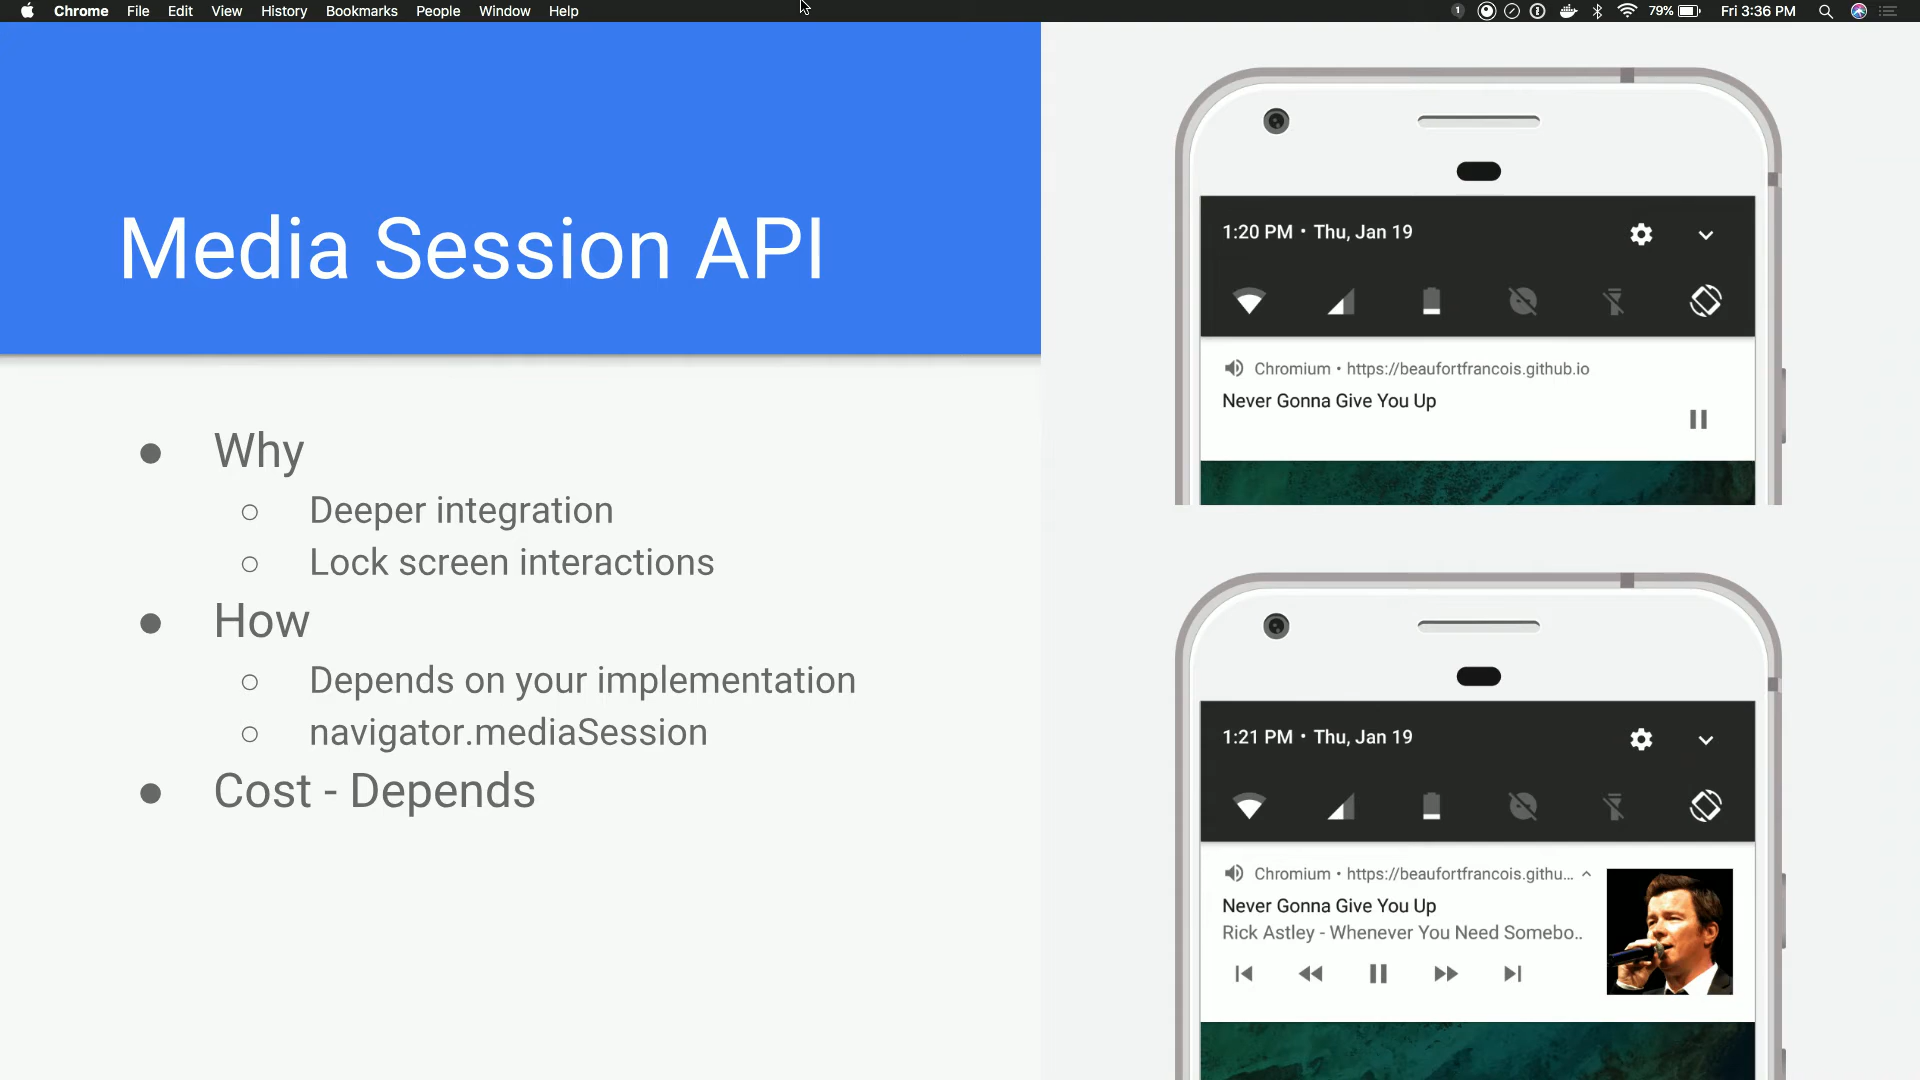 Chrome File Edit View History Bookmarks People Window Help
1 79% Fri 3:36 PM
Media Session API
Why
Deeper integration
Lock screen interactions
How
Depends on your implementation
navigator.mediaSession
Cost - Depends
1:20 PM • Thu, Jan 19
Chromium • https://beaufortfrancois.github.io
Never Gonna Give You Up
1:21 PM • Thu, Jan 19
Chromium • https://beaufortfrancois.githu...
Never Gonna Give You Up
Rick Astley - Whenever You Need Somebo..